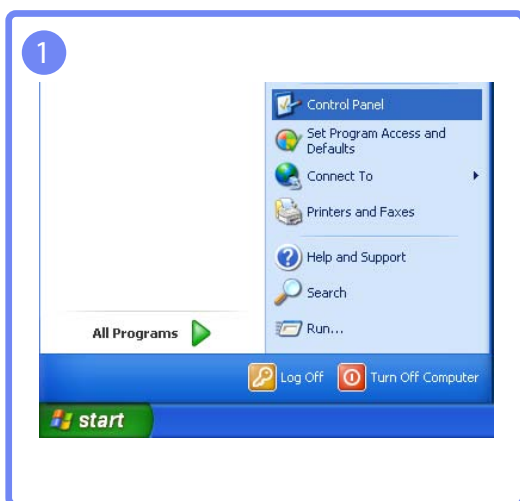 1
Control Panel
Set Program Access and
Defaults
Connect To
Printers and Faxes
Help and Support
Search
All Programs
Run...
Log Off
Turn Off Computer
start